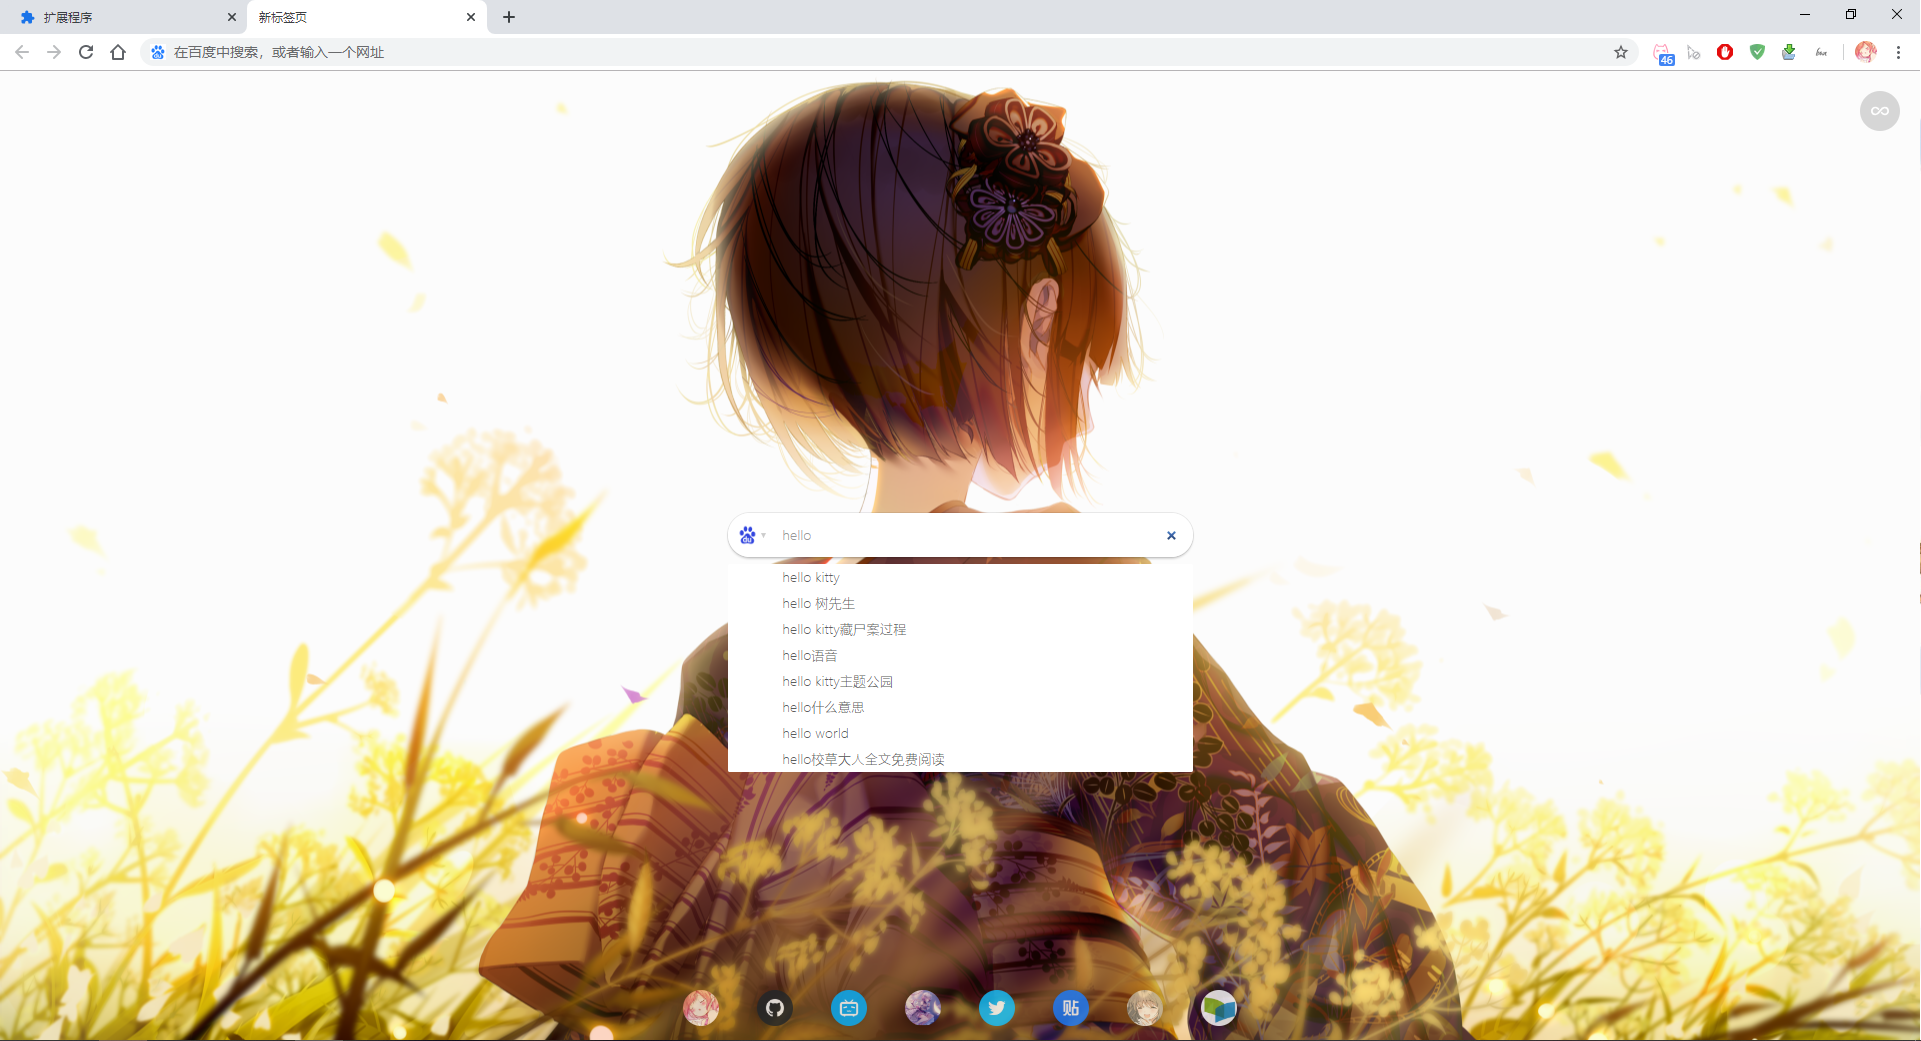 扩展程序
新标签页
在百度中搜索，或者输入一个网址
46
hello
hello kitty
hello 树先生
hello kitty藏尸案过程
hello语音
hello kitty主题公园
hello什么意思
hello world
hello校草大人全文免费阅读
贴